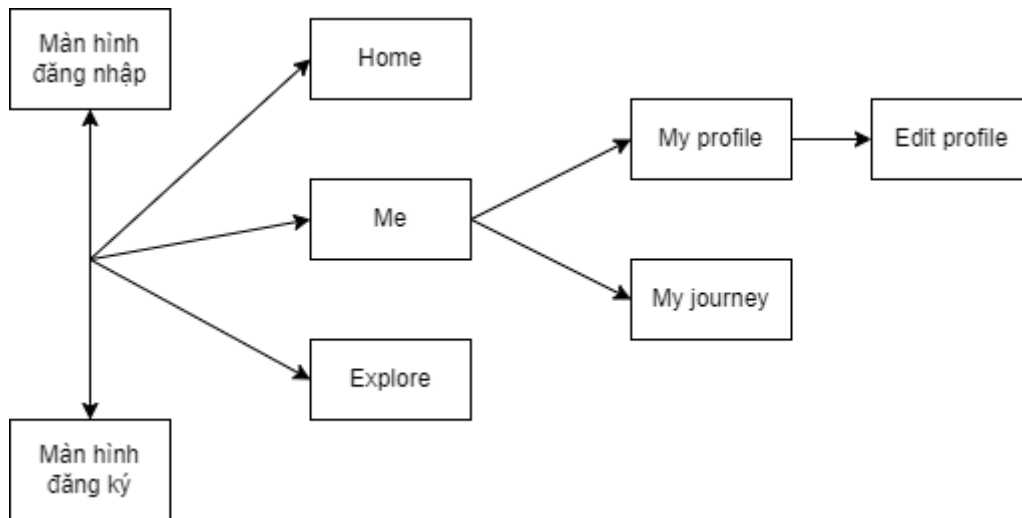 Màn hình
đăng nhập
Home
My profile
Edit profile
Me
My journey
Explore
Màn hình
đăng ký